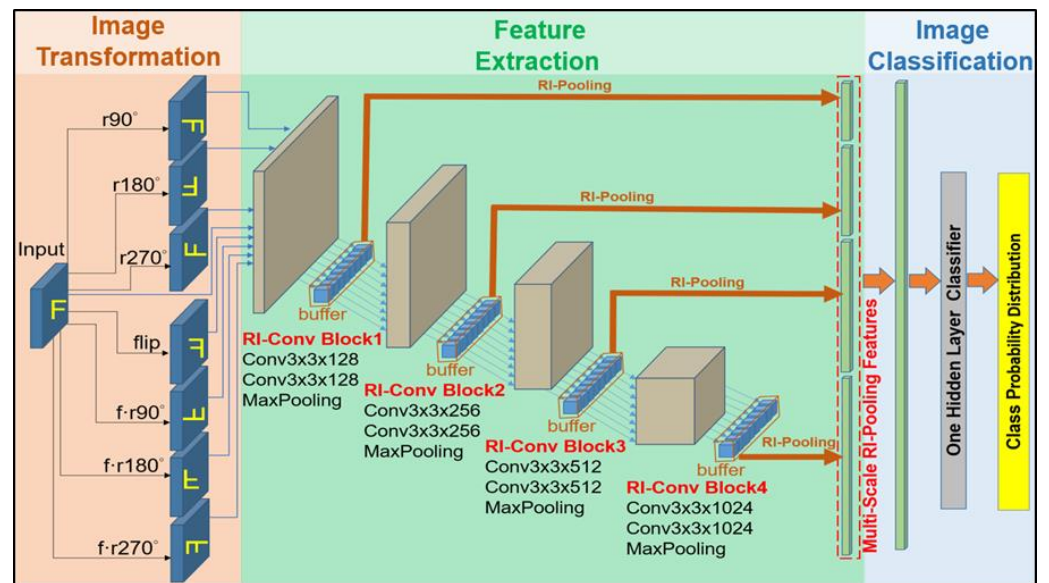 Image
Transformation
Feature
Extraction
Image
Classification
Input
r90°
r180°
r270°
flip
f·r90°
f·r180°
f·r270°
F
F
F
F
F
F
F
F
RI-Pooling
RI-Pooling
RI-Pooling
RI-Pooling
buffer
RI-Conv Block1
Conv3x3x128
Conv3x3x128
MaxPooling
buffer
RI-Conv Block2
Conv3x3x256
Conv3x3x256
MaxPooling
buffer
RI-Conv Block3
Conv3x3x512
Conv3x3x512
MaxPooling
buffer
RI-Conv Block4
Conv3x3x1024
Conv3x3x1024
MaxPooling
Multi-Scale RI-Pooling Features
One Hidden Layer Classifier
Class Probability Distribution